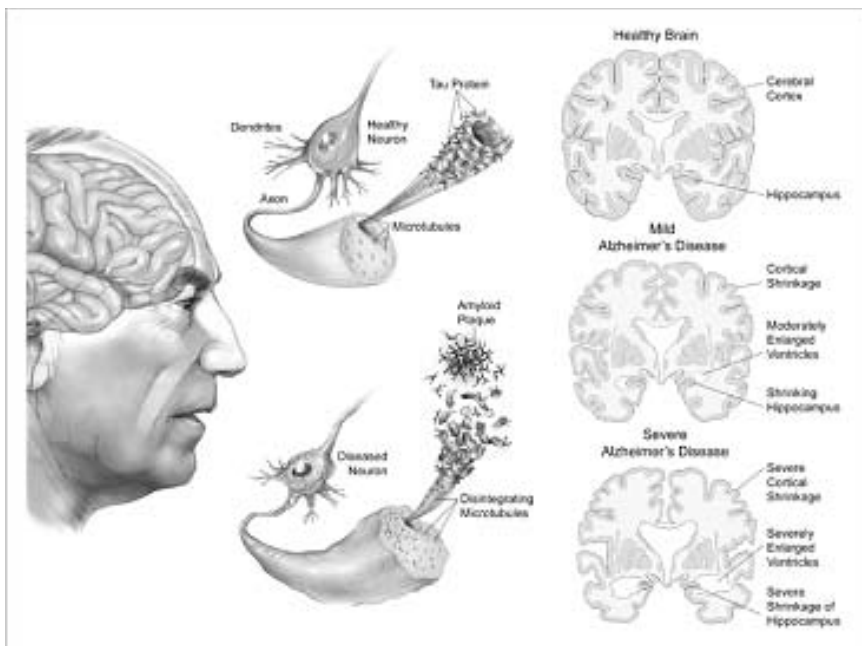 Tau Protein
Dendrites
Healthy
Neuron
Axon
Microtubules
Amyloid
Plaque
Diseased
Neuron
Disintegrating
Microtubules
Healthy Brain
Cerebral
Cortex
Hippocampus
Mild
Alzheimer's Disease
Cortical
Shrinkage
Moderately
Enlarged
Ventricles
Shrinking
Hippocampus
Severe
Alzheimer's Disease
Severe
Cortical
Shrinkage
Severely
Enlarged
Ventricles
Severe
Shrinkage of
Hippocampus